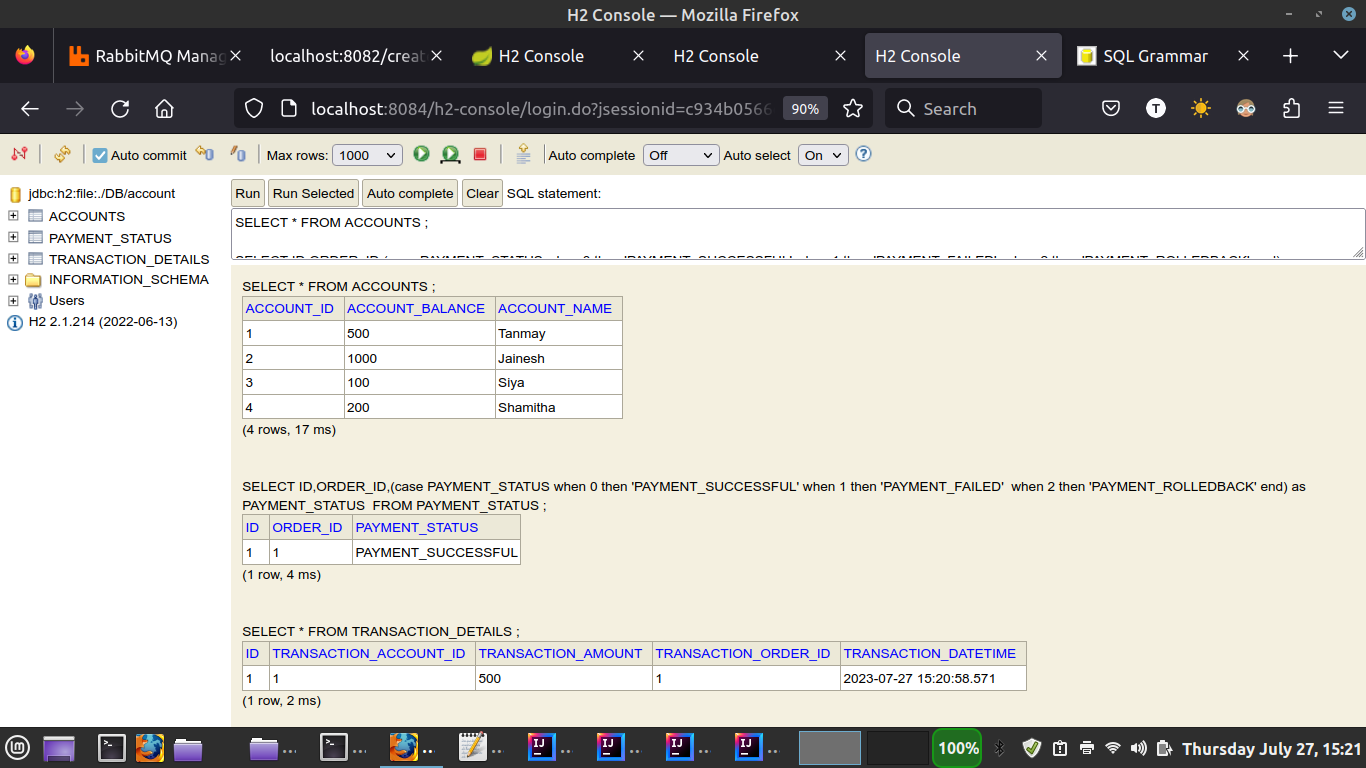 H2 Console — Mozilla Firefox
RabbitMQ Manag
localhost:8082/creat
H2 Console
H2 Console
H2 Console
SQL Grammar
localhost:8084/h2-console/login.do?jsessionid=c934b0566
90%
Search
T
Auto commit
Max rows:
1000
Auto complete
Off
Auto select
On
jdbc:h2:file:./DB/account
ACCOUNTS
PAYMENT_STATUS
TRANSACTION_DETAILS
INFORMATION_SCHEMA
Users
H2 2.1.214 (2022-06-13)
Run Run Selected Auto complete Clear SQL statement:
SELECT * FROM ACCOUNTS ;
SELECT * FROM ACCOUNTS ;
ACCOUNT_ID ACCOUNT_BALANCE ACCOUNT_NAME
1 500 Tanmay
2 1000 Jainesh
3 100 Siya
4 200 Shamitha
(4 rows, 17 ms)
SELECT ID,ORDER_ID,(case PAYMENT_STATUS when 0 then 'PAYMENT_SUCCESSFUL' when 1 then 'PAYMENT_FAILED'  when 2 then 'PAYMENT_ROLLEDBACK' end) as
PAYMENT_STATUS  FROM PAYMENT_STATUS ;
ID ORDER_ID PAYMENT_STATUS
1 1 PAYMENT_SUCCESSFUL
(1 row, 4 ms)
SELECT * FROM TRANSACTION_DETAILS ;
ID TRANSACTION_ACCOUNT_ID TRANSACTION_AMOUNT TRANSACTION_ORDER_ID TRANSACTION_DATETIME
1 1 500 1 2023-07-27 15:20:58.571
(1 row, 2 ms)
IJ
IJ
IJ
IJ
100%
Thursday July 27, 15:21